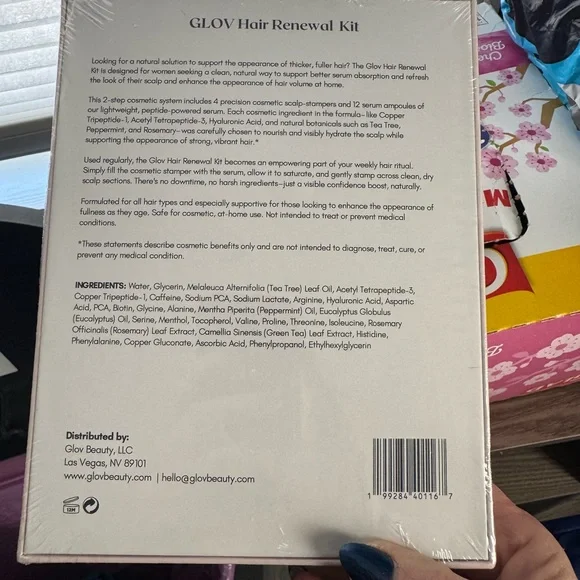 GLOV Hair Renewal Kit
Looking for a natural solution to support the appearance of thicker, fuller hair? The Glov Hair Renewal
Kit is designed for women seeking a clean, natural way to support better serum absorption and refresh
the look of their scalp and enhance the appearance of hair volume at home.
This 2-step cosmetic system includes 4 precision cosmetic scalp-stampers and 12 serum ampoules of
our lightweight, peptide-powered serum. Each cosmetic ingredient in the formula—like Copper
Tripeptide-1, Acetyl Tetrapeptide-3, Hyaluronic Acid, and natural botanicals such as Tea Tree,
Peppermint, and Rosemary—was carefully chosen to nourish and visibly hydrate the scalp while
supporting the appearance of strong, vibrant hair.*
Used regularly, the Glov Hair Renewal Kit becomes an empowering part of your weekly hair ritual.
Simply fill the cosmetic stamper with the serum, allow it to saturate, and gently stamp across clean, dry
scalp sections. There's no downtime, no harsh ingredients—just a visible confidence boost, naturally.
Formulated for all hair types and especially supportive for those looking to enhance the appearance of
fullness as they age. Safe for cosmetic, at-home use. Not intended to treat or prevent medical
conditions.
*These statements describe cosmetic benefits only and are not intended to diagnose, treat, cure, or
prevent any medical condition.
INGREDIENTS: Water, Glycerin, Melaleuca Alternifolia (Tea Tree) Leaf Oil, Acetyl Tetrapeptide-3,
Copper Tripeptide-1, Caffeine, Sodium PCA, Sodium Lactate, Arginine, Hyaluronic Acid, Aspartic
Acid, PCA, Biotin, Glycine, Alanine, Mentha Piperita (Peppermint) Oil, Eucalyptus Globulus
(Eucalyptus) Oil, Serine, Menthol, Tocopherol, Valine, Proline, Threonine, Isoleucine, Rosemary
Officinalis (Rosemary) Leaf Extract, Camellia Sinensis (Green Tea) Leaf Extract, Histidine,
Phenylalanine, Copper Gluconate, Ascorbic Acid, Phenylpropanol, Ethylhexylglycerin
Distributed by:
Glov Beauty, LLC
Las Vegas, NV 89101
www.glovbeauty.com | hello@glovbeauty.com
12M
1 99284 40116 7